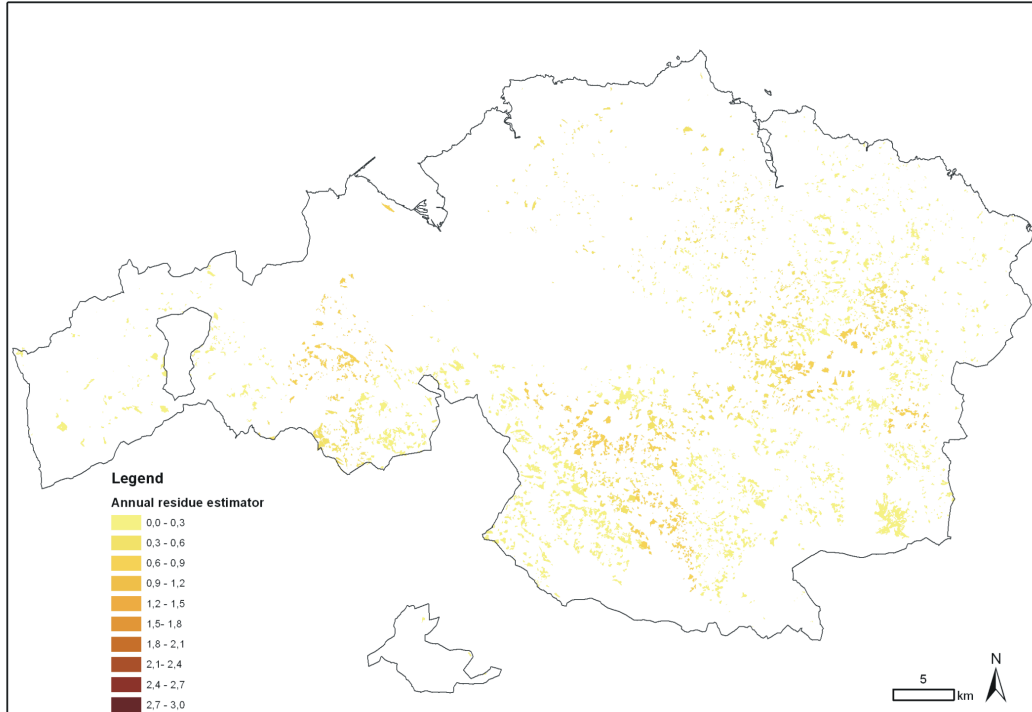 Legend
Annual residue estimator
0,0 - 0,3
0,3 - 0,6
0,6 - 0,9
0,9 - 1,2
1,2 - 1,5
1,5- 1,8
1,8 - 2,1
2,1- 2,4
2,4 - 2,7
2,7 - 3,0
N
5
km